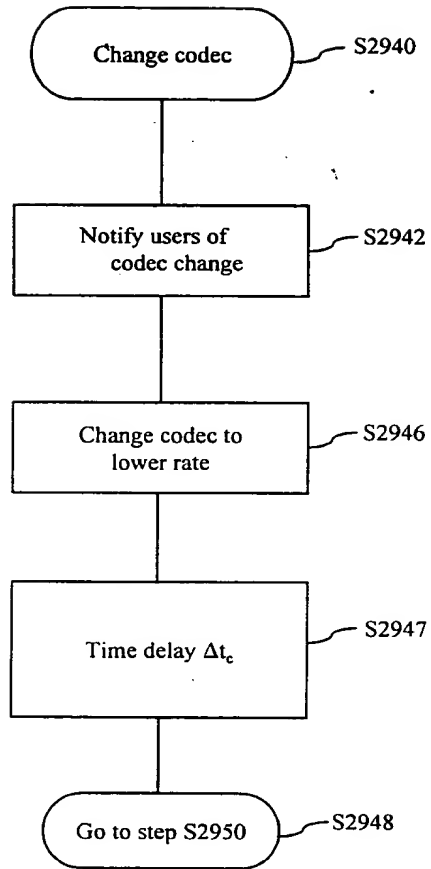 Change codec
S2940
Notify users of
codec change
S2942
Change codec to
lower rate
S2946
Time delay Δt_c
S2947
Go to step S2950
S2948